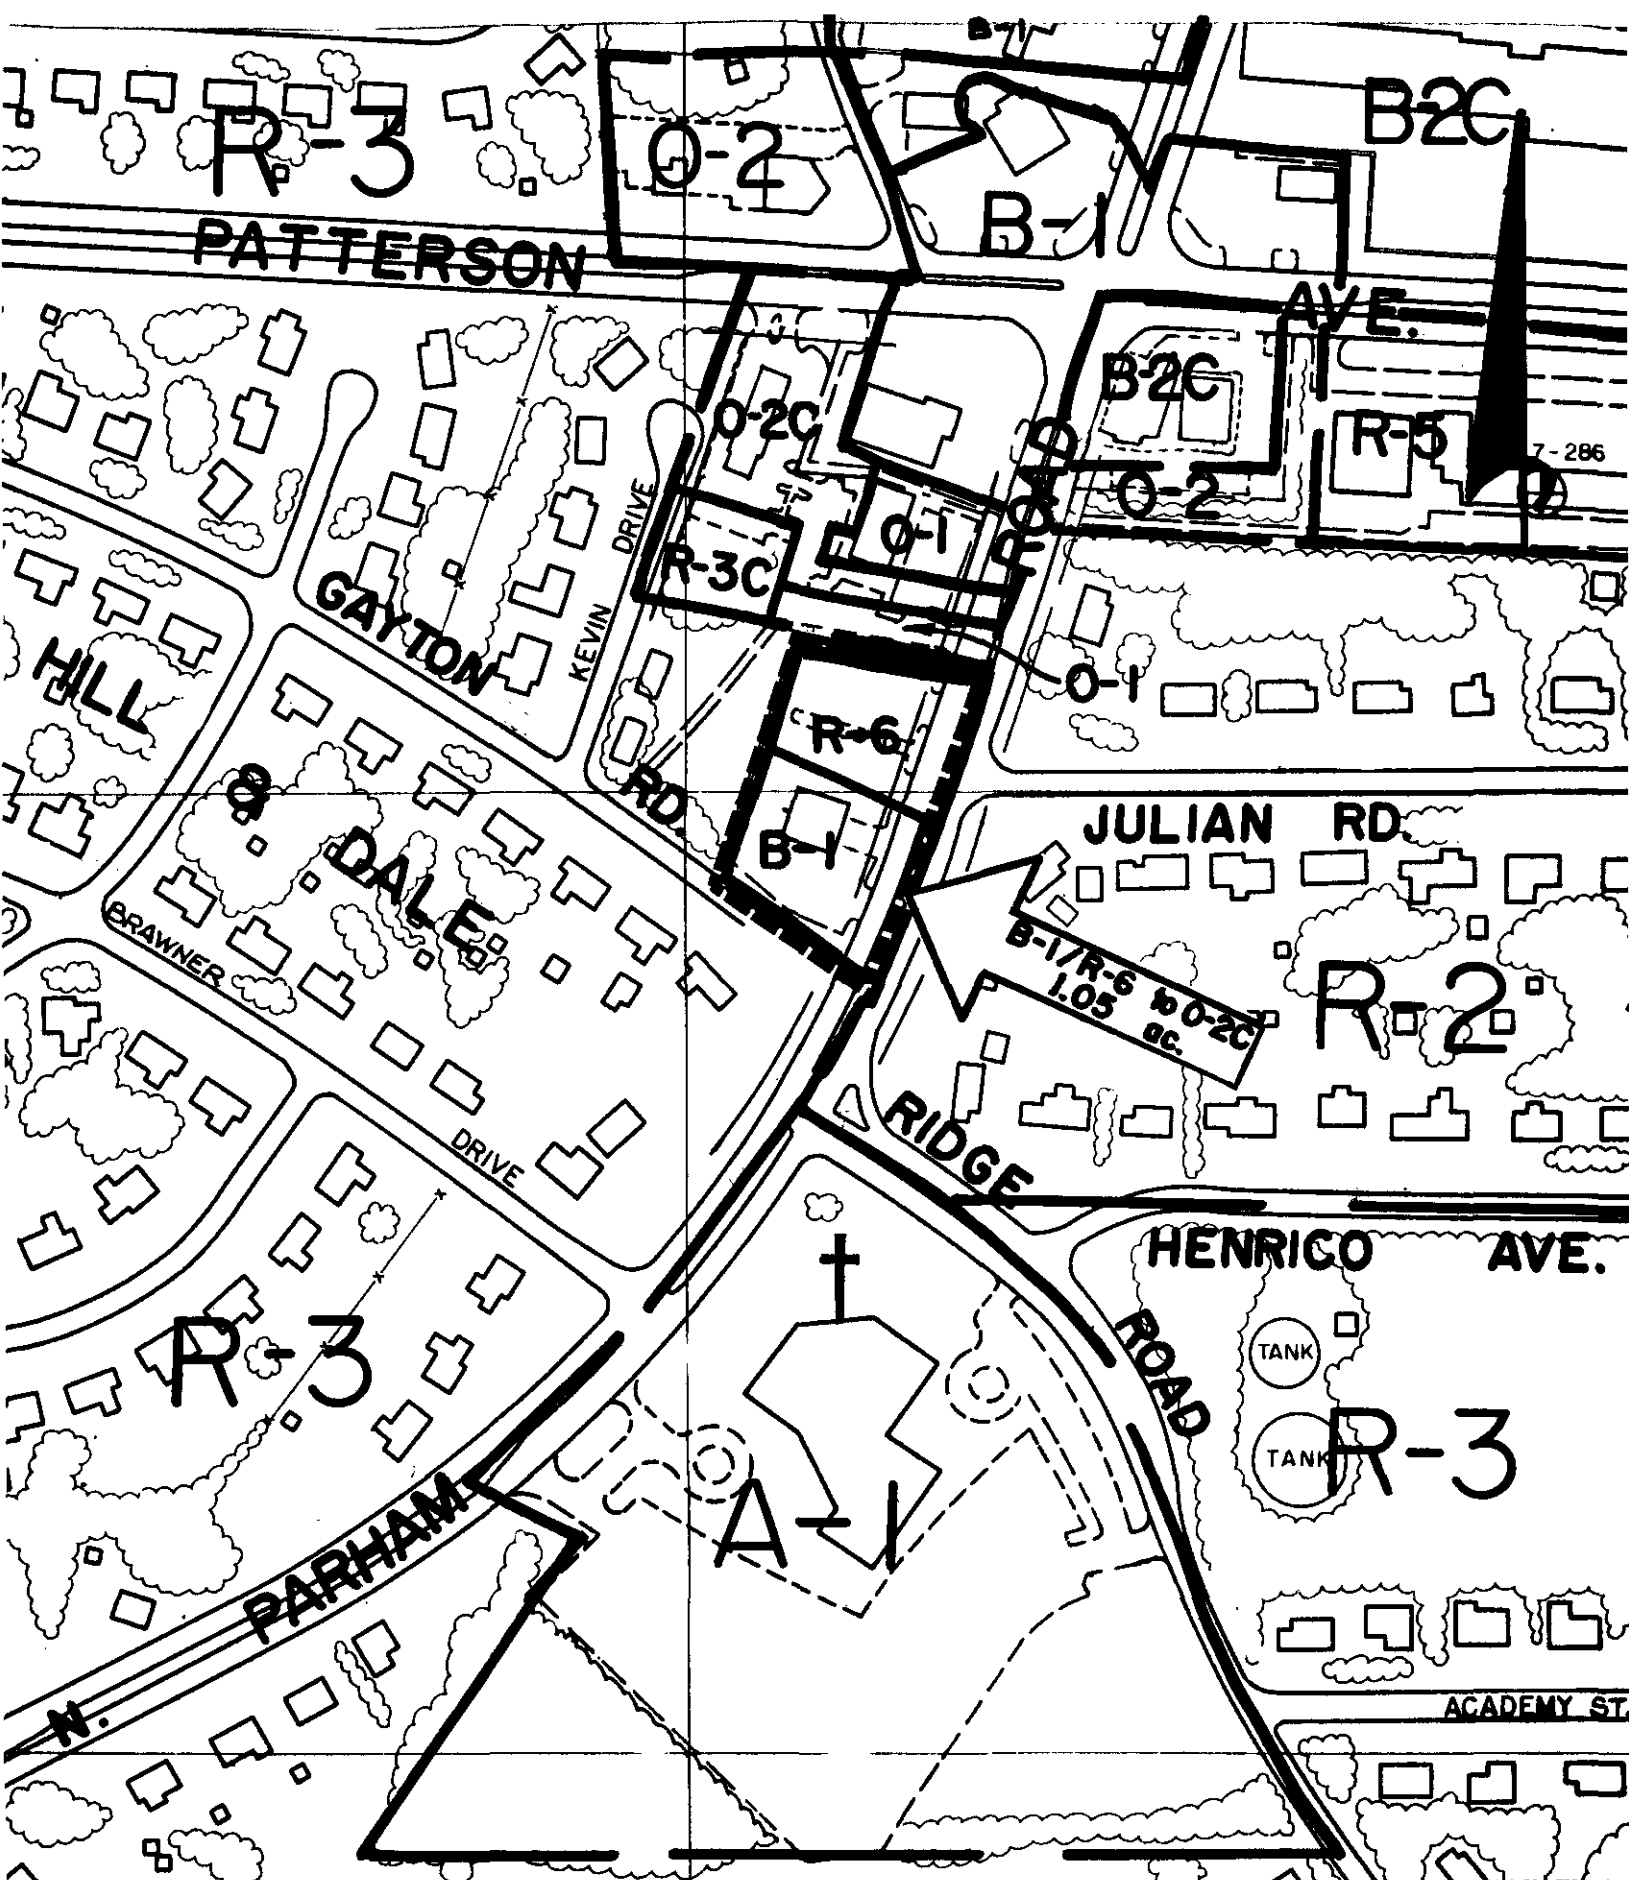 B-1
R-3
O-2
B-1
B-2C
PATTERSON
AVE.
O-2C
B-2C
R-5
7-286
O-2
DRIVE
R-3C
O-1
ROAD
GAYTON
KEVIN
HILL
O-1
R-6
RD.
B-1
JULIAN RD.
& DALE.
BRAWNER
B-1/R-6 to O-2C
1.05 ac.
R-2
RIDGE
DRIVE
HENRICO AVE.
R-3
ROAD
TANK
TANK
R-3
A-1
PARHAM
N.
ACADEMY ST.